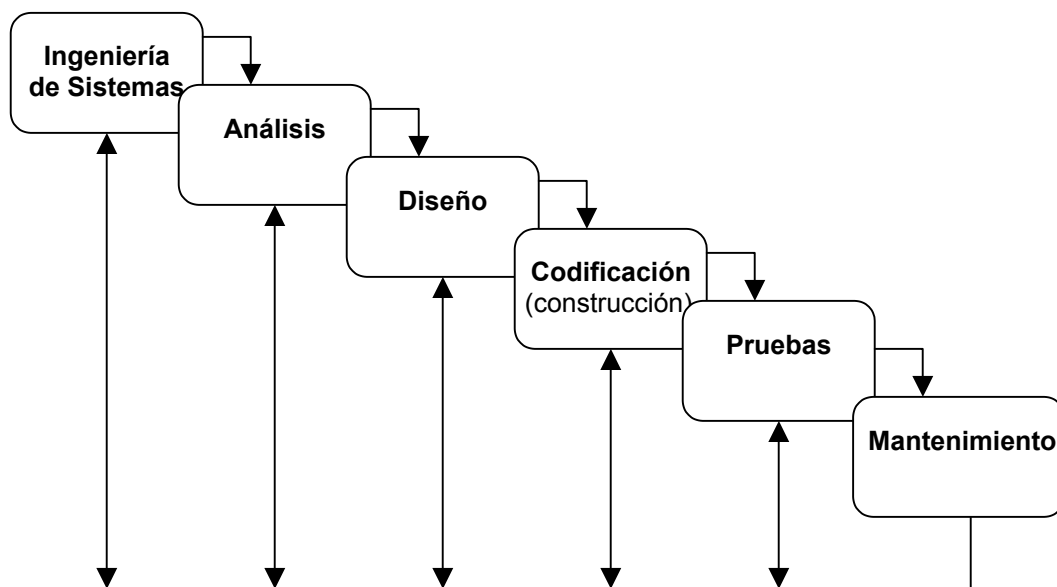 Ingeniería
de Sistemas
Análisis
Diseño
Codificación
(construcción)
Pruebas
Mantenimiento